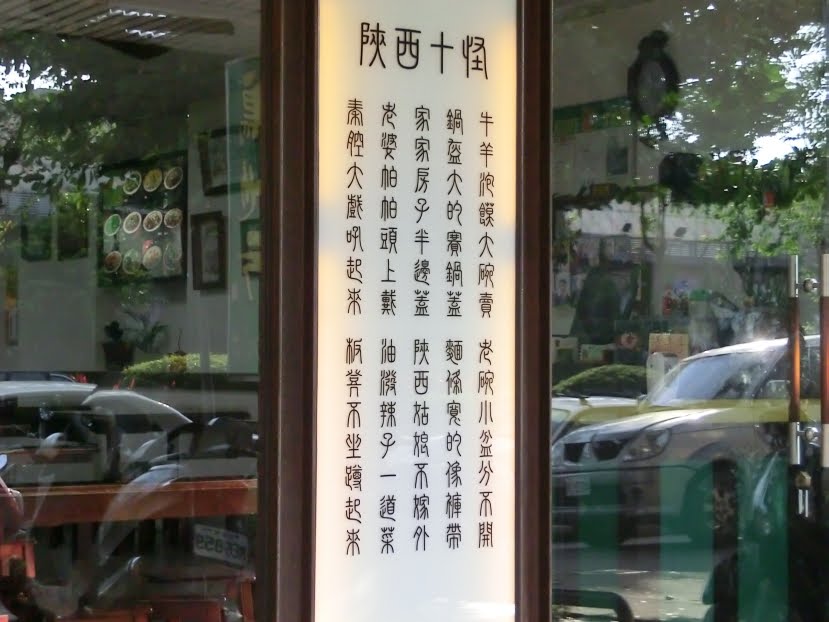 陝西十怪
牛羊泡饃大碗賣 老碗小盆分不開
鍋盔大的賽鍋蓋 麵條寬的像褲帶
家家房子半邊蓋 陝西姑娘不嫁外
老婆帕帕頭上戴 油潑辣子一道菜
秦腔大戲吼起來 板凳不坐蹲起來